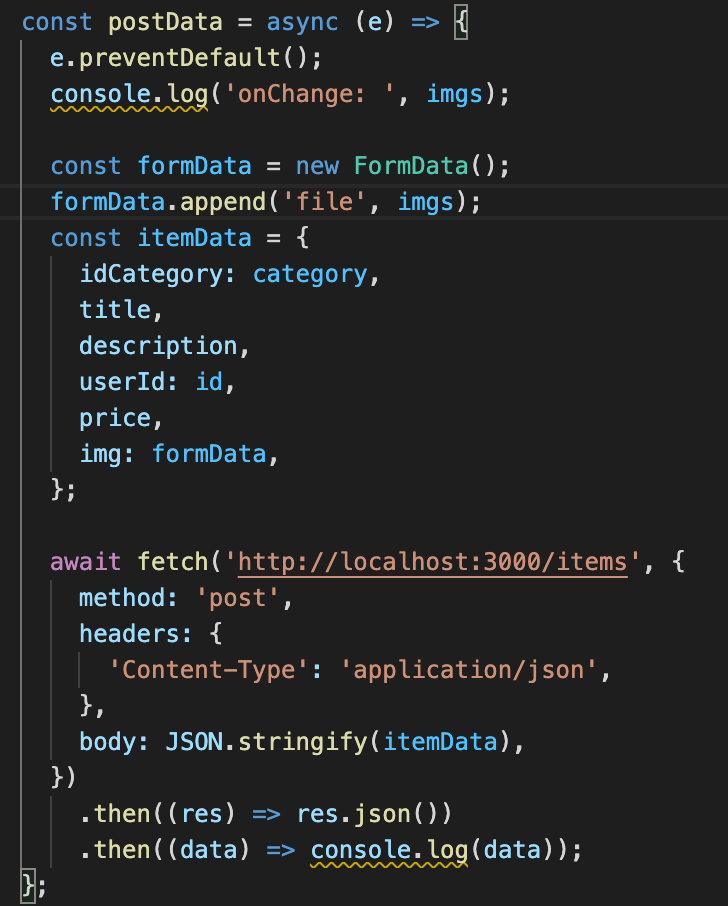 const postData = async (e) => {
e.preventDefault();
console.log('onChange: ', imgs);
const formData = new FormData();
formData.append('file', imgs);
const itemData = {
idCategory: category,
title,
description,
userId: id,
price,
img: formData,
};
await fetch('http://localhost:3000/items', {
method: 'post',
headers: {
'Content-Type': 'application/json',
},
body: JSON.stringify(itemData),
})
.then((res) => res.json())
.then((data) => console.log(data));
};